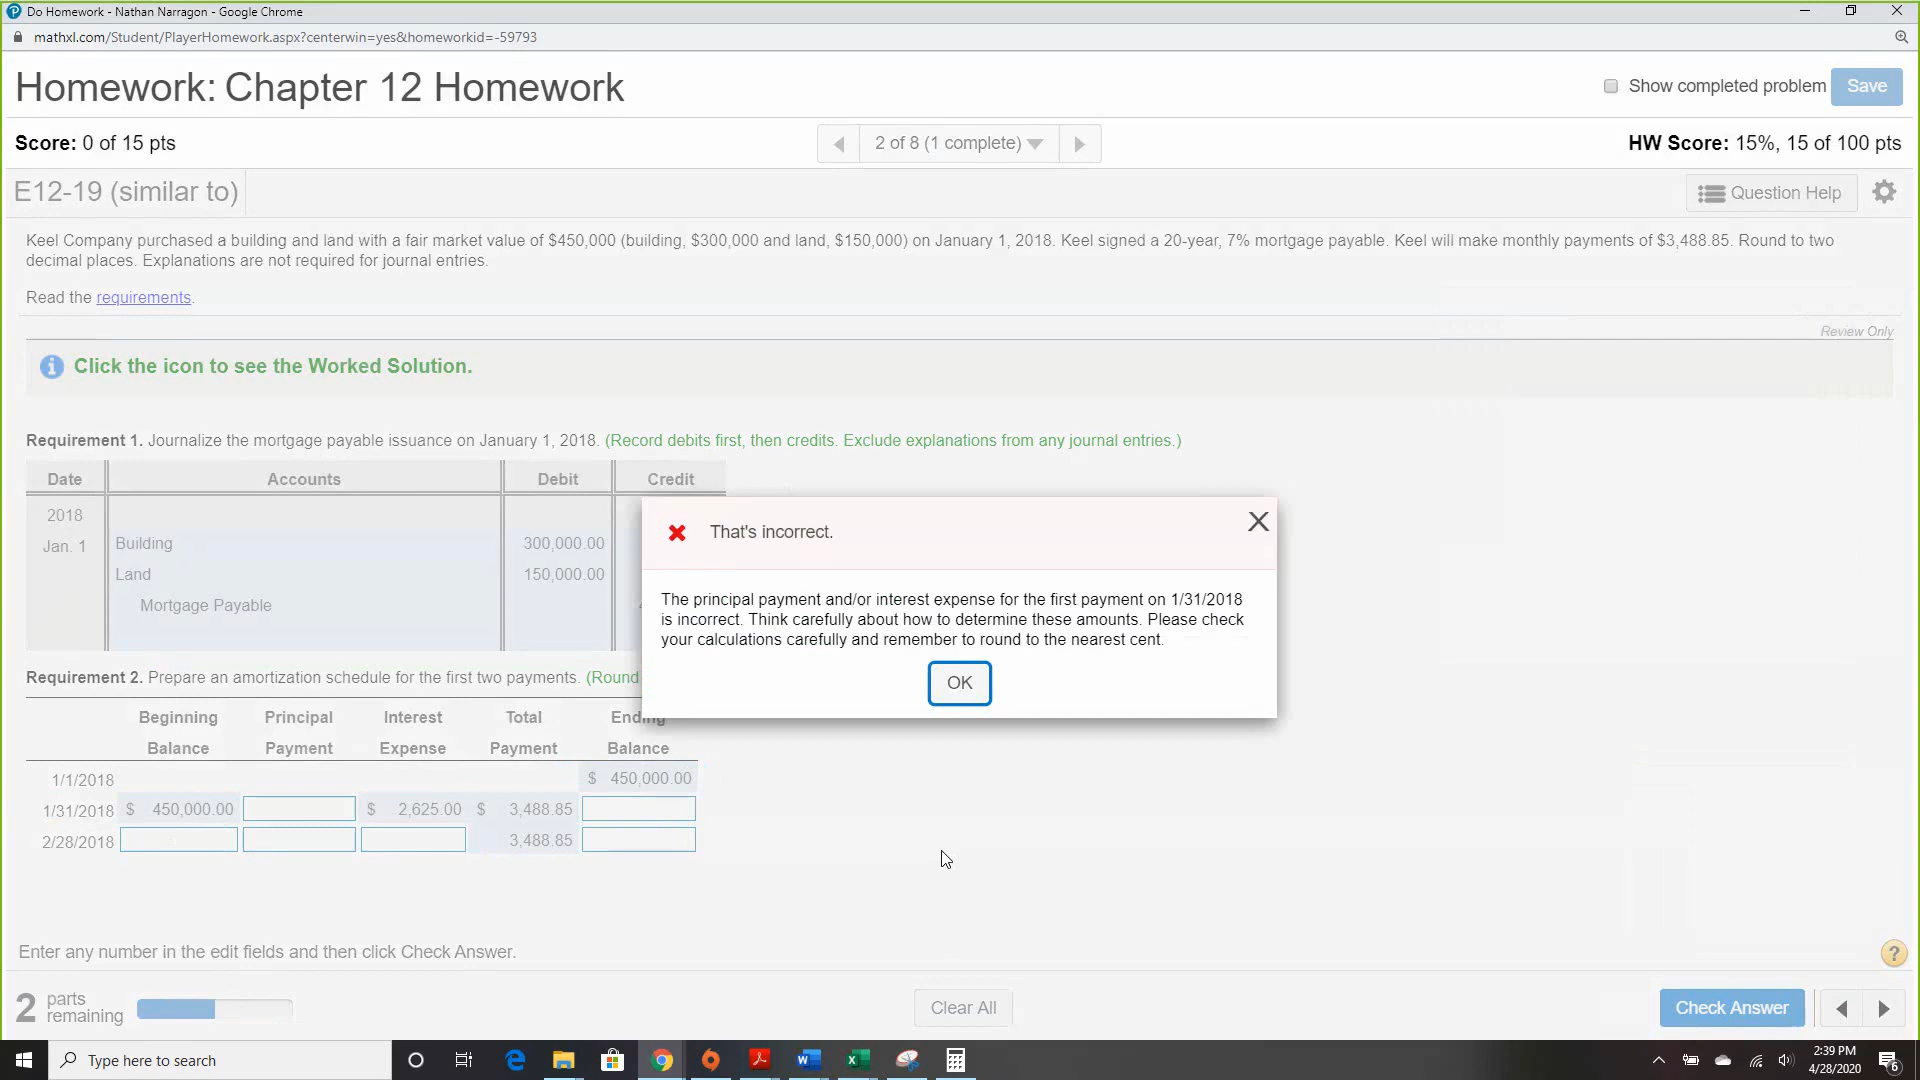 Do Homework - Nathan Narragon - Google Chrome
mathxl.com/Student/PlayerHomework.aspx?centerwin=yes&homeworkid=-59793
Homework: Chapter 12 Homework
Show completed problem
Save
Score: 0 of 15 pts
2 of 8 (1 complete)
HW Score: 15%, 15 of 100 pts
E12-19 (similar to)
Question Help
Keel Company purchased a building and land with a fair market value of $450,000 (building, $300,000 and land, $150,000) on January 1, 2018. Keel signed a 20-year, 7% mortgage payable. Keel will make monthly payments of $3,488.85. Round to two
decimal places. Explanations are not required for journal entries.
Read the requirements.
Review Only
Click the icon to see the Worked Solution.
Requirement 1. Journalize the mortgage payable issuance on January 1, 2018. (Record debits first, then credits. Exclude explanations from any journal entries.)
Date Accounts Debit Credit
2018
Jan. 1 Building 300,000.00
Land 150,000.00
Mortgage Payable
That's incorrect.
The principal payment and/or interest expense for the first payment on 1/31/2018
is incorrect. Think carefully about how to determine these amounts. Please check
your calculations carefully and remember to round to the nearest cent.
OK
Requirement 2. Prepare an amortization schedule for the first two payments. (Round
Beginning Principal Interest Total Ending
Balance Payment Expense Payment Balance
1/1/2018 $ 450,000.00
1/31/2018 $ 450,000.00 $ 2,625.00 $ 3,488.85
2/28/2018 3,488.85
Enter any number in the edit fields and then click Check Answer.
?
2 parts
remaining
Clear All
Check Answer
Type here to search
2:39 PM
4/28/2020
6